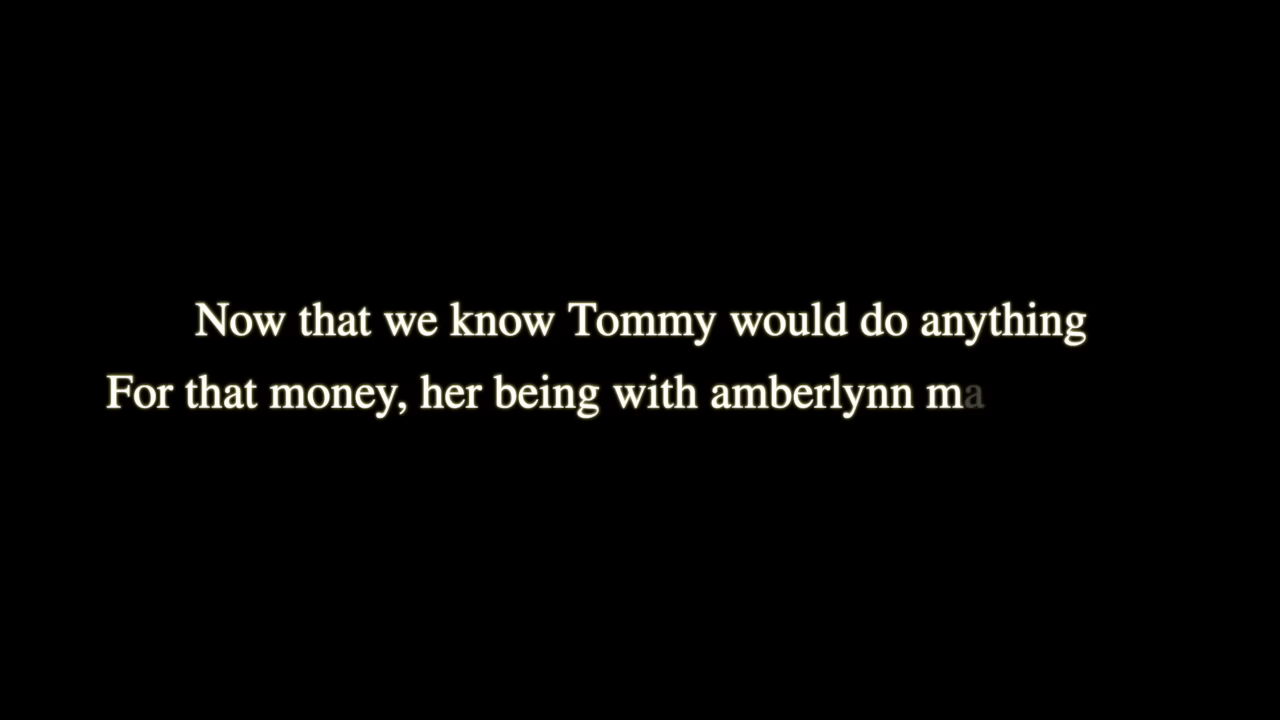 Now that we know Tommy would do anything
For that money, her being with amberlynn ma